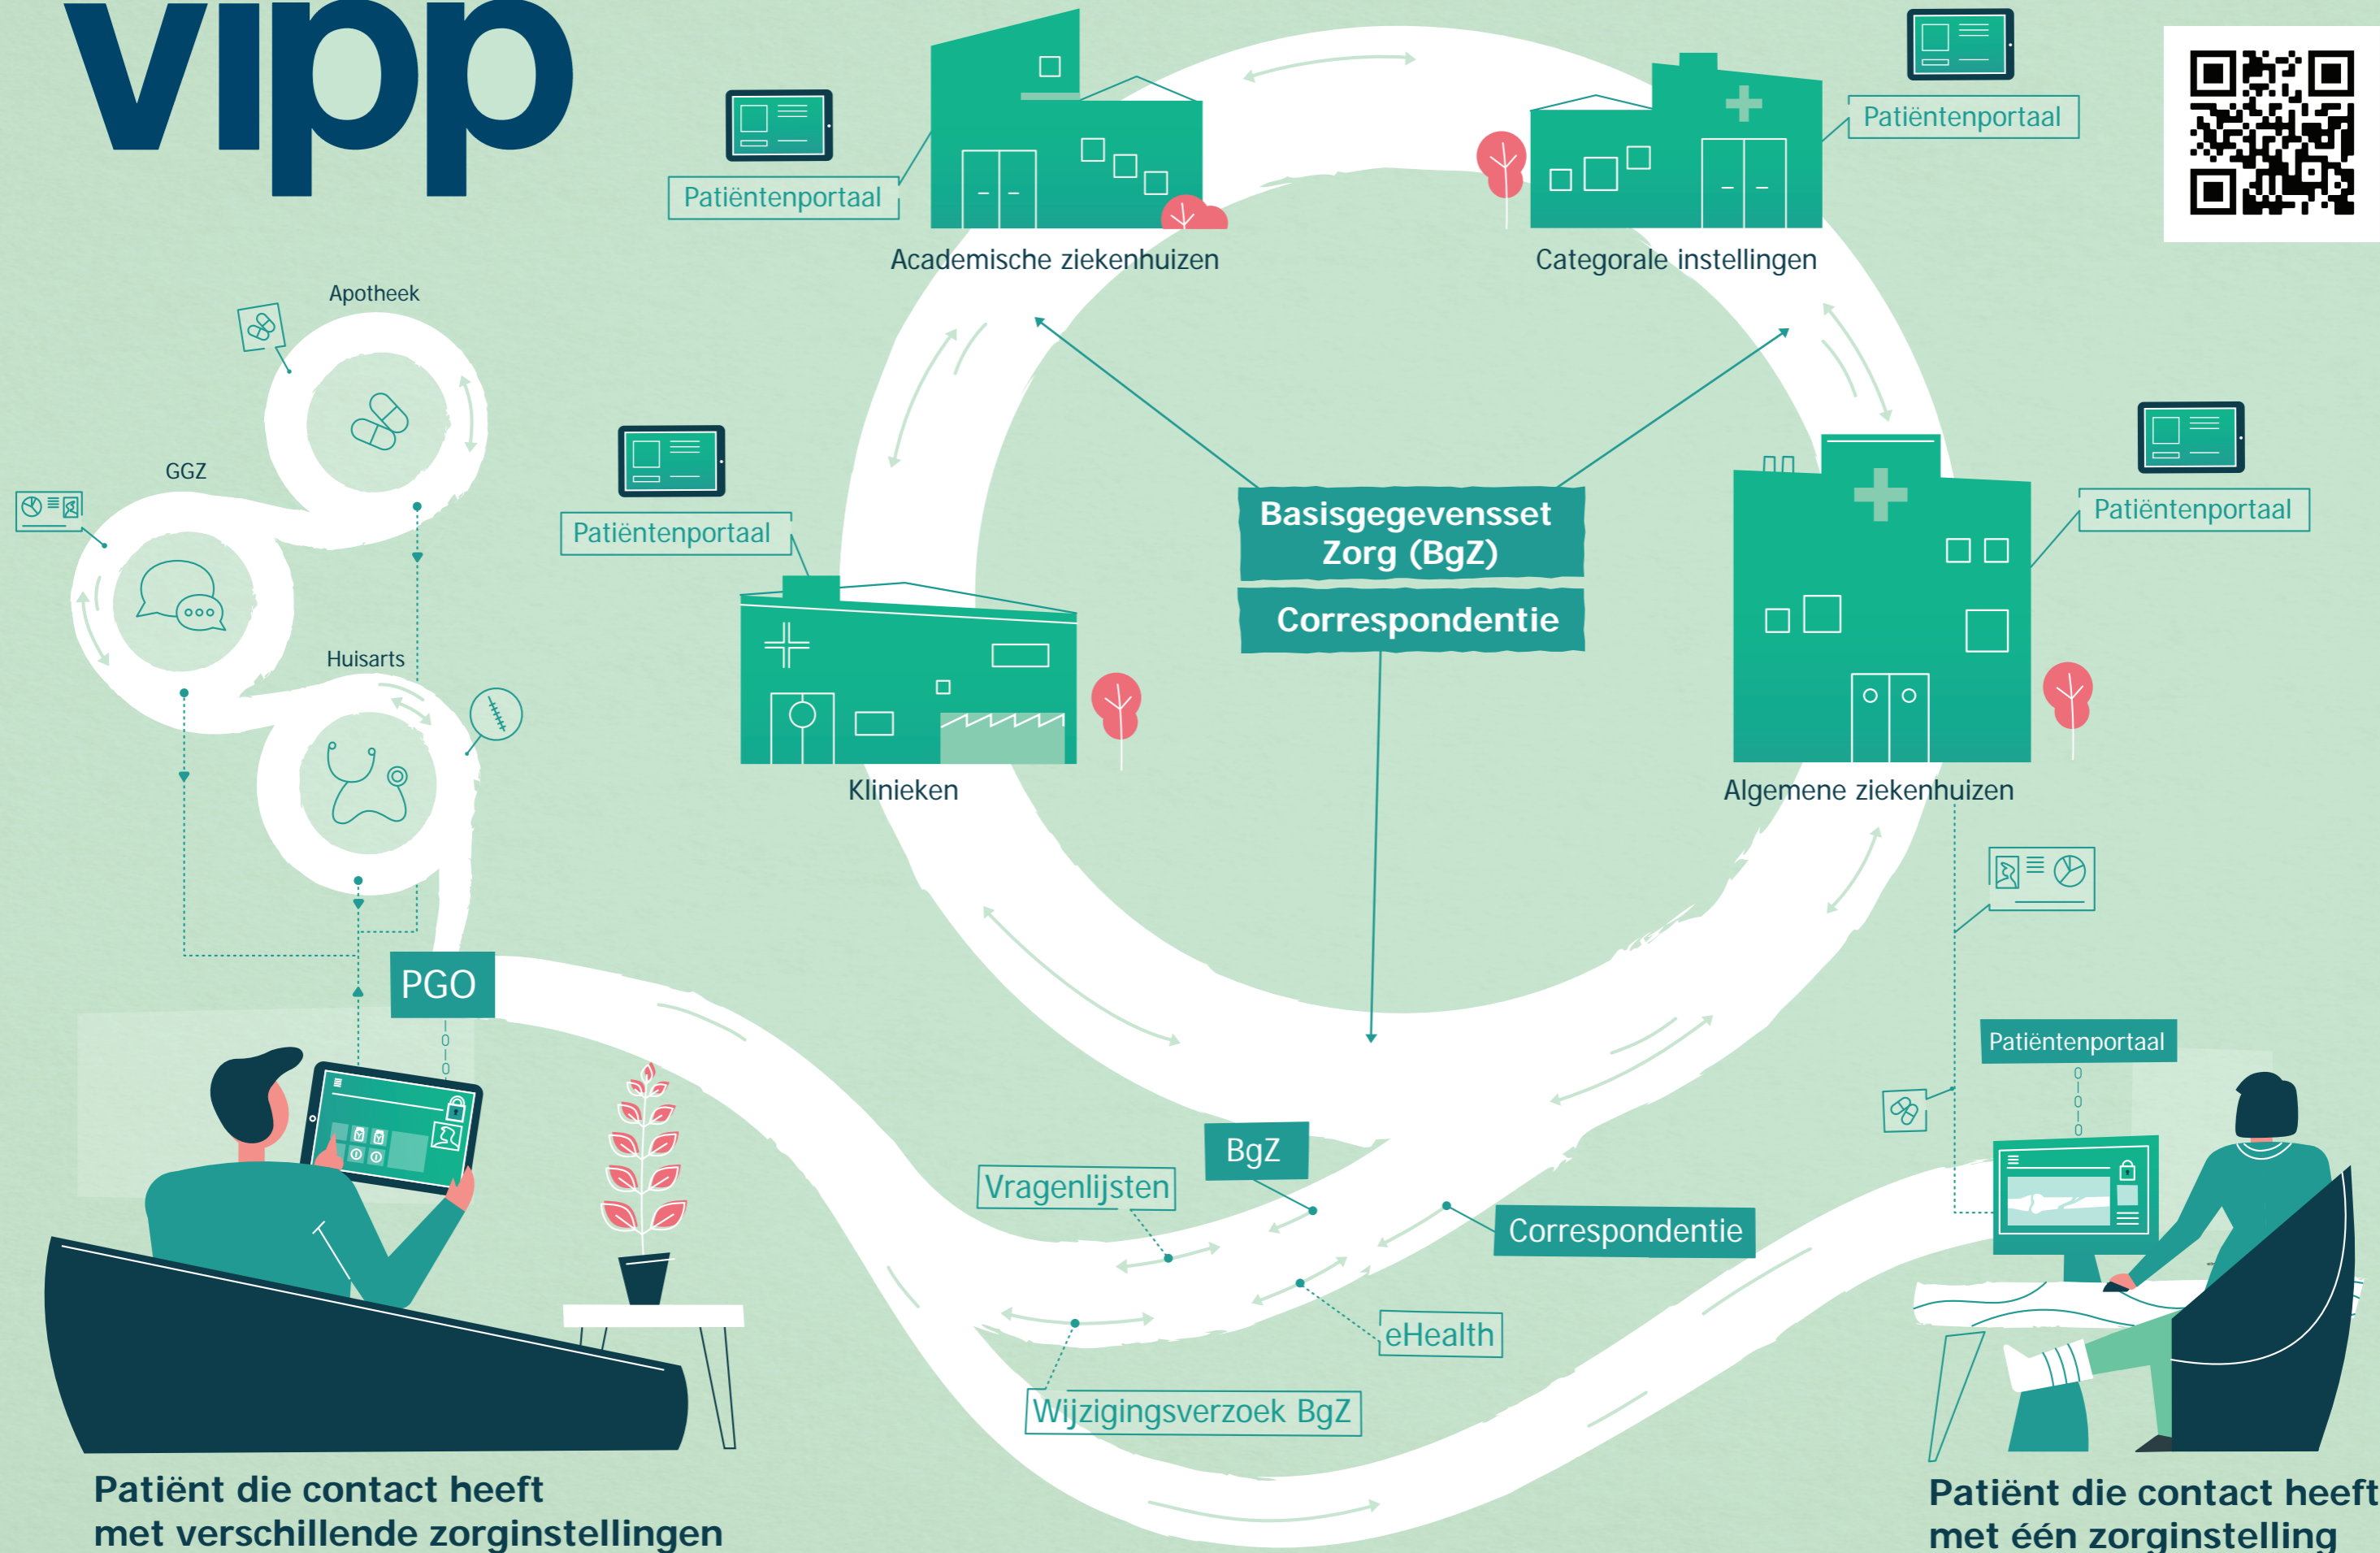 vipp
Patiëntenportaal
Patiëntenportaal
Academische ziekenhuizen
Categorale instellingen
Apotheek
GGZ
Huisarts
Patiëntenportaal
Patiëntenportaal
Basisgegevensset
Zorg (BgZ)
Correspondentie
Klinieken
Algemene ziekenhuizen
PGO
Patiëntenportaal
BgZ
Vragenlijsten
Correspondentie
eHealth
Wijzigingsverzoek BgZ
Patiënt die contact heeft
met verschillende zorginstellingen
Patiënt die contact heeft
met één zorginstelling